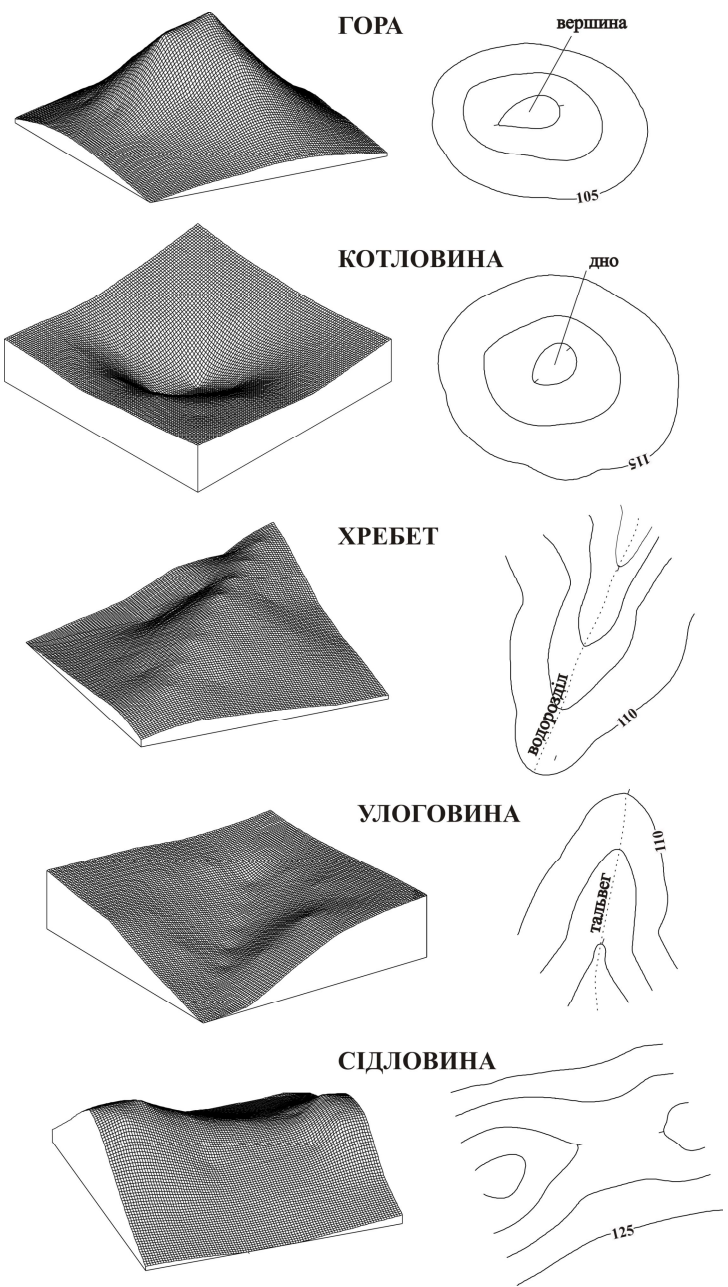 ГОРА
вершина
105
КОТЛОВИНА
дно
115
ХРЕБЕТ
водорозділ
110
УЛОГОВИНА
110
тальвег
СІДЛОВИНА
125